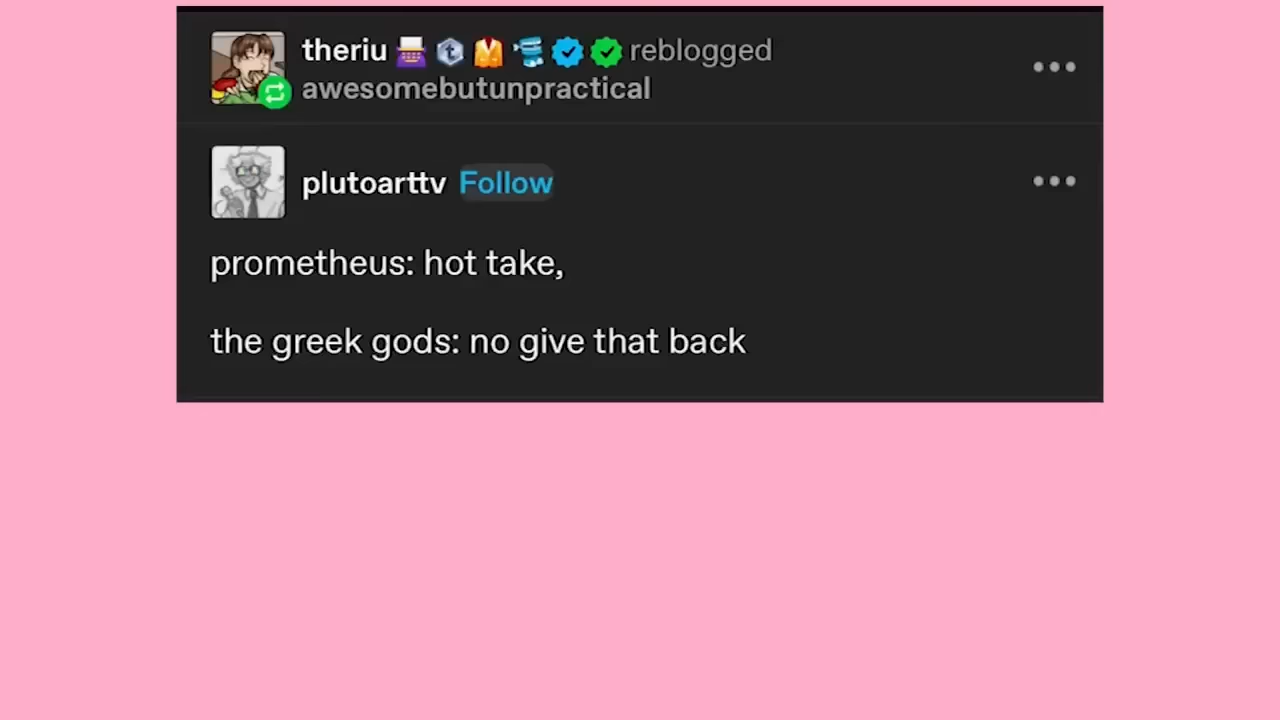 theriu reblogged
awesomebutunpractical
plutoarttv Follow
prometheus: hot take,
the greek gods: no give that back